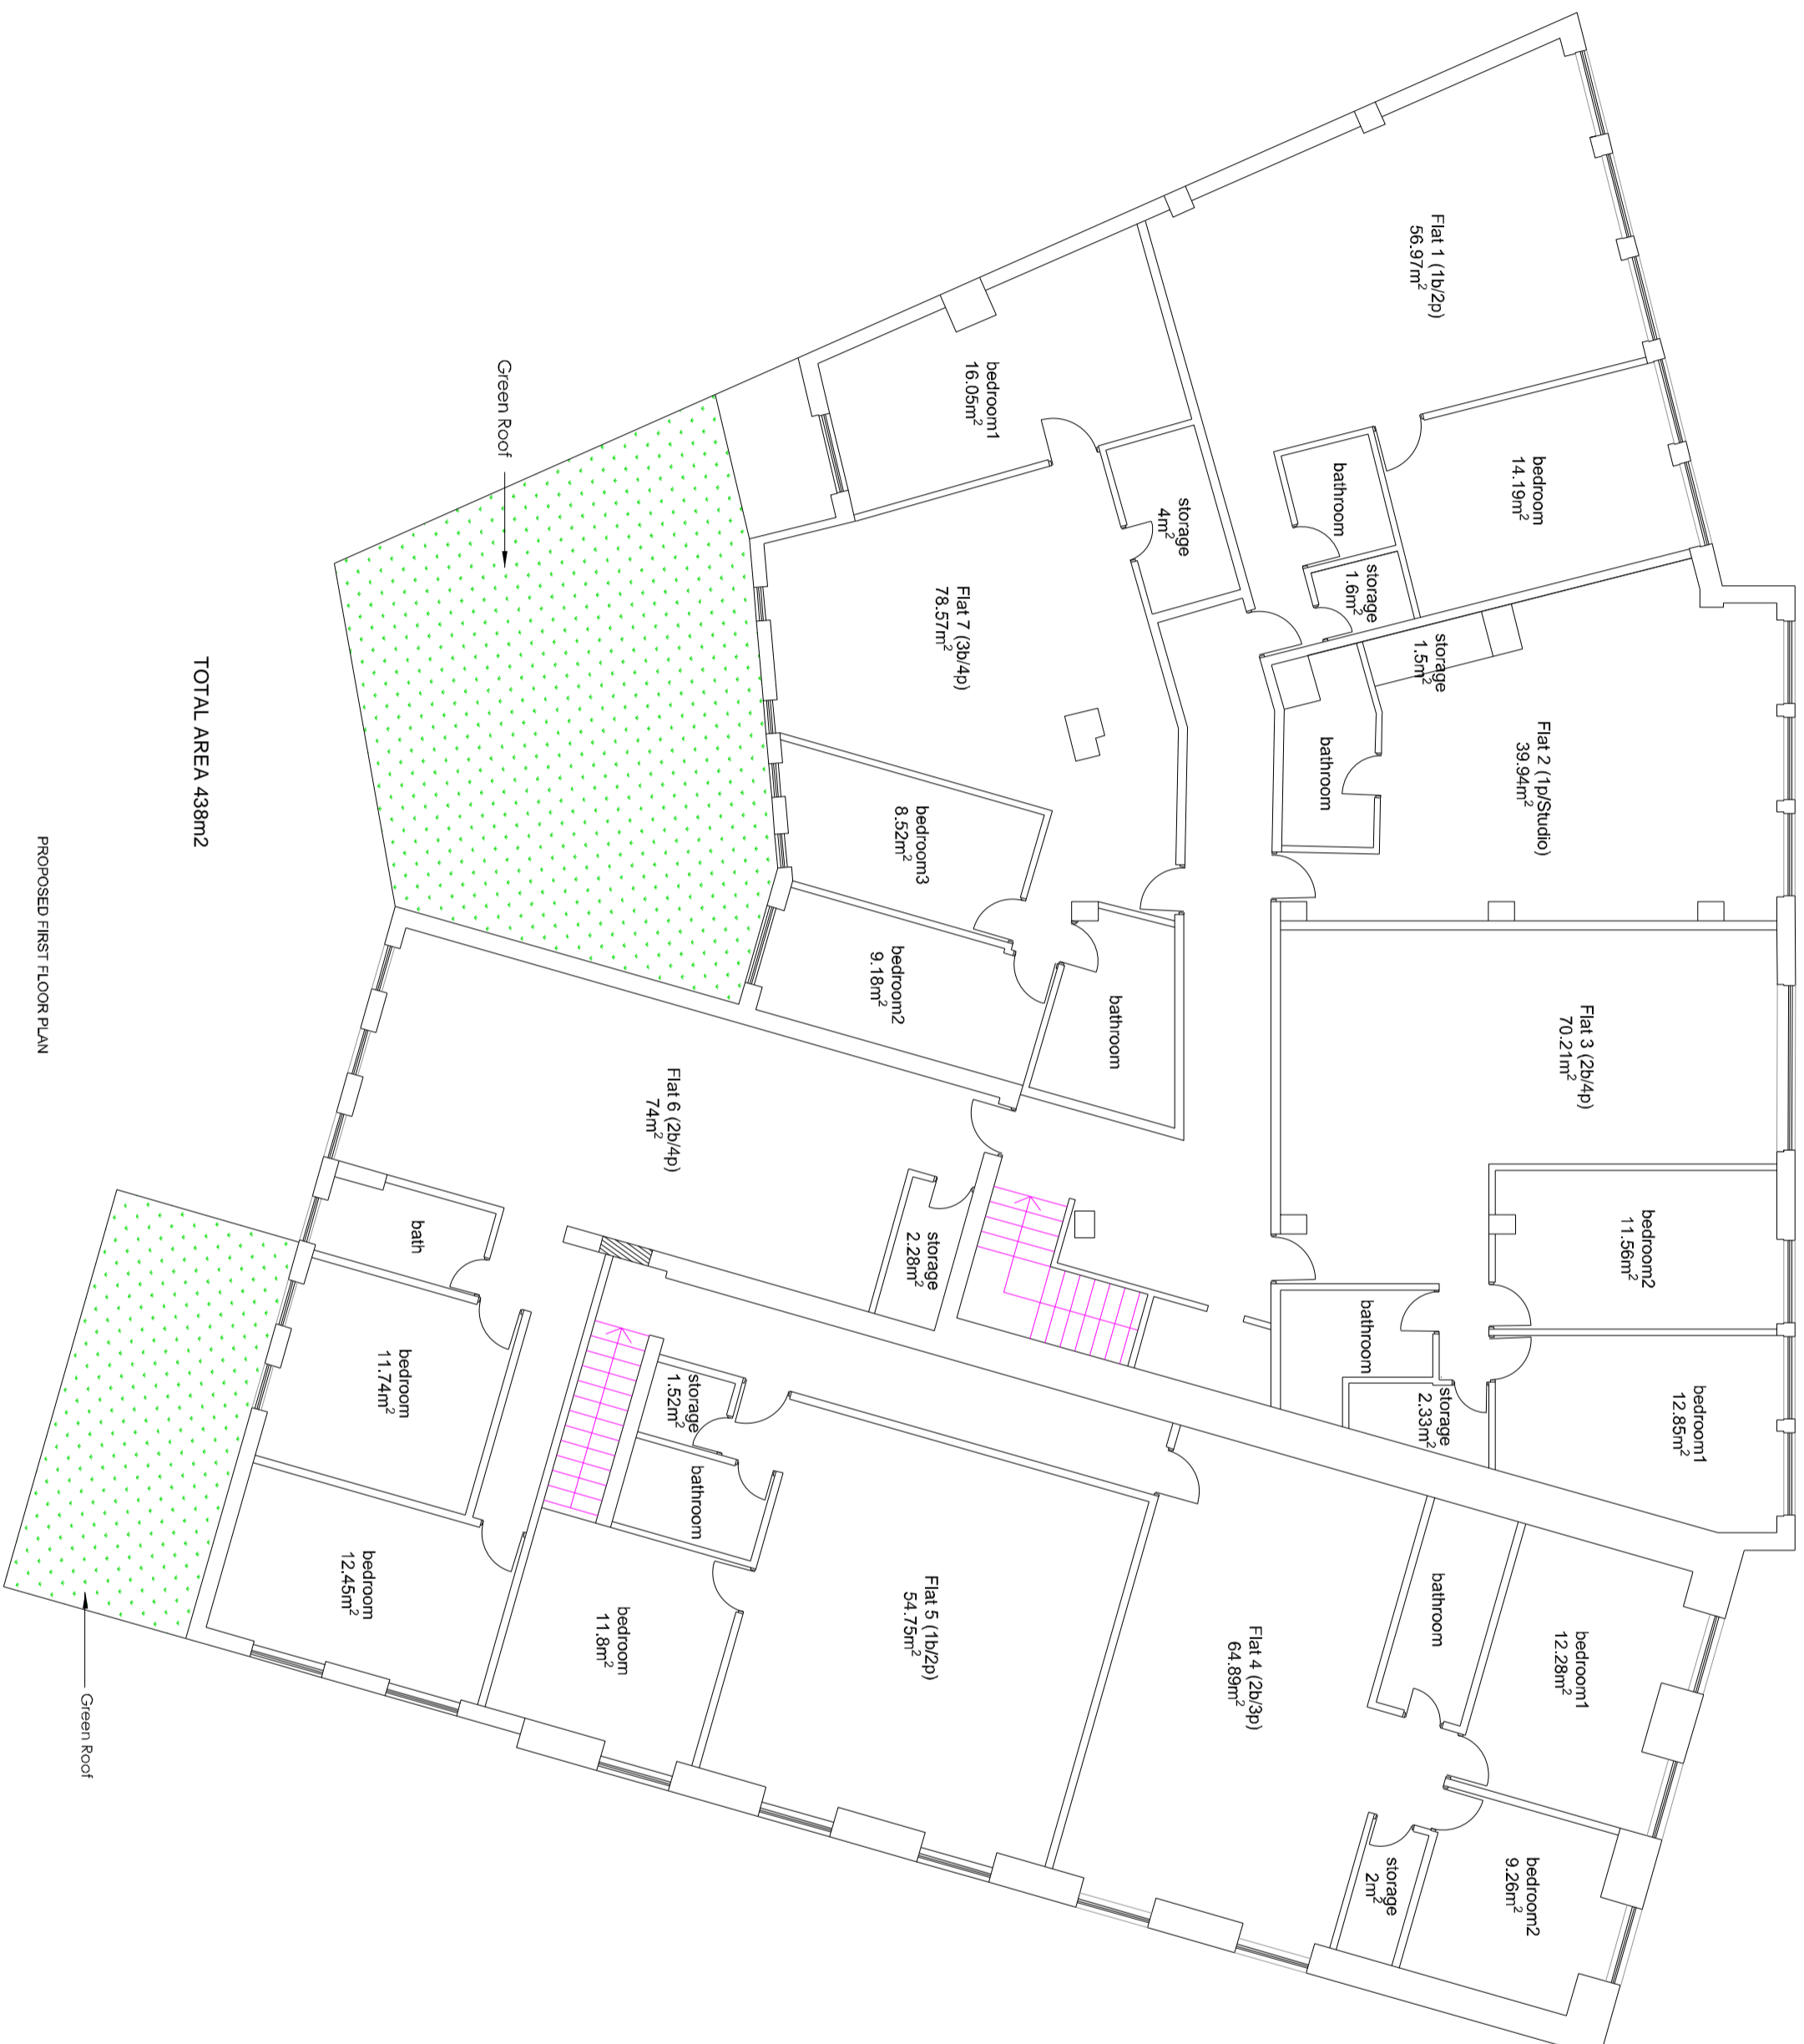 Flat 1 (1b/2p)
56.97m²
bedroom
14.19m²
bathroom
storage
1.6m²
storage
1.5m²
Flat 2 (1p/Studio)
39.94m²
bathroom
Flat 3 (2b/4p)
70.21m²
bedroom2
11.56m²
bedroom1
12.85m²
bathroom
storage
2.33m²
bedroom1
12.28m²
bathroom
Flat 4 (2b/3p)
64.89m²
bedroom2
9.26m²
storage
2m²
Flat 5 (1b/2p)
54.75m²
storage
1.52m²
bathroom
bedroom
11.8m²
Flat 6 (2b/4p)
74m²
storage
2.28m²
bath
bedroom
11.74m²
bedroom
12.45m²
Flat 7 (3b/4p)
78.57m²
bedroom1
16.05m²
storage
4m²
bedroom3
8.52m²
bedroom2
9.18m²
bathroom
Green Roof
Green Roof
TOTAL AREA 438m2
PROPOSED FIRST FLOOR PLAN